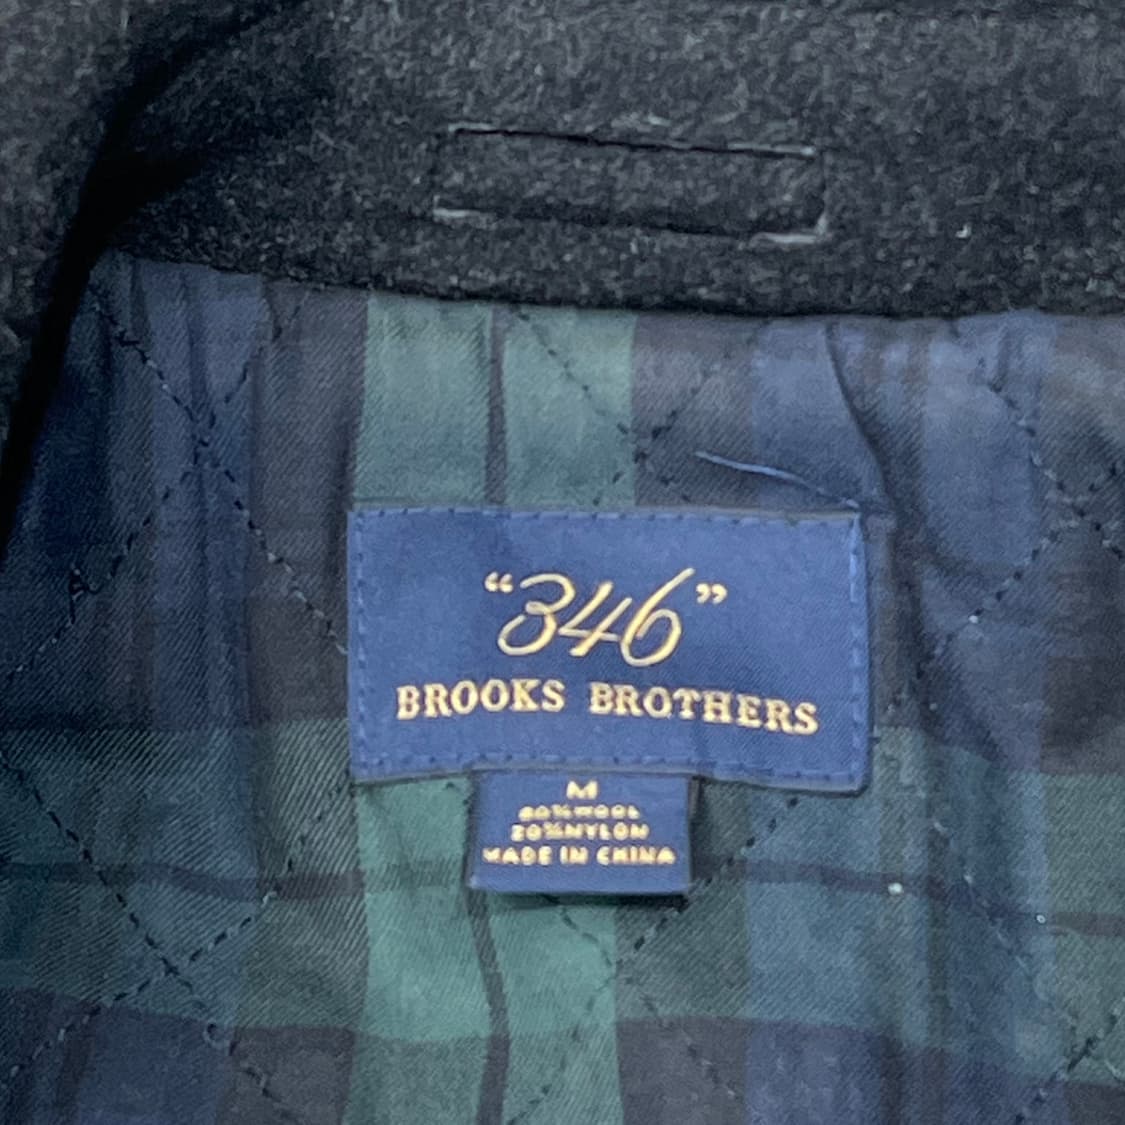 “346”
BROOKS BROTHERS
M
80% WOOL
20% NYLON
MADE IN CHINA